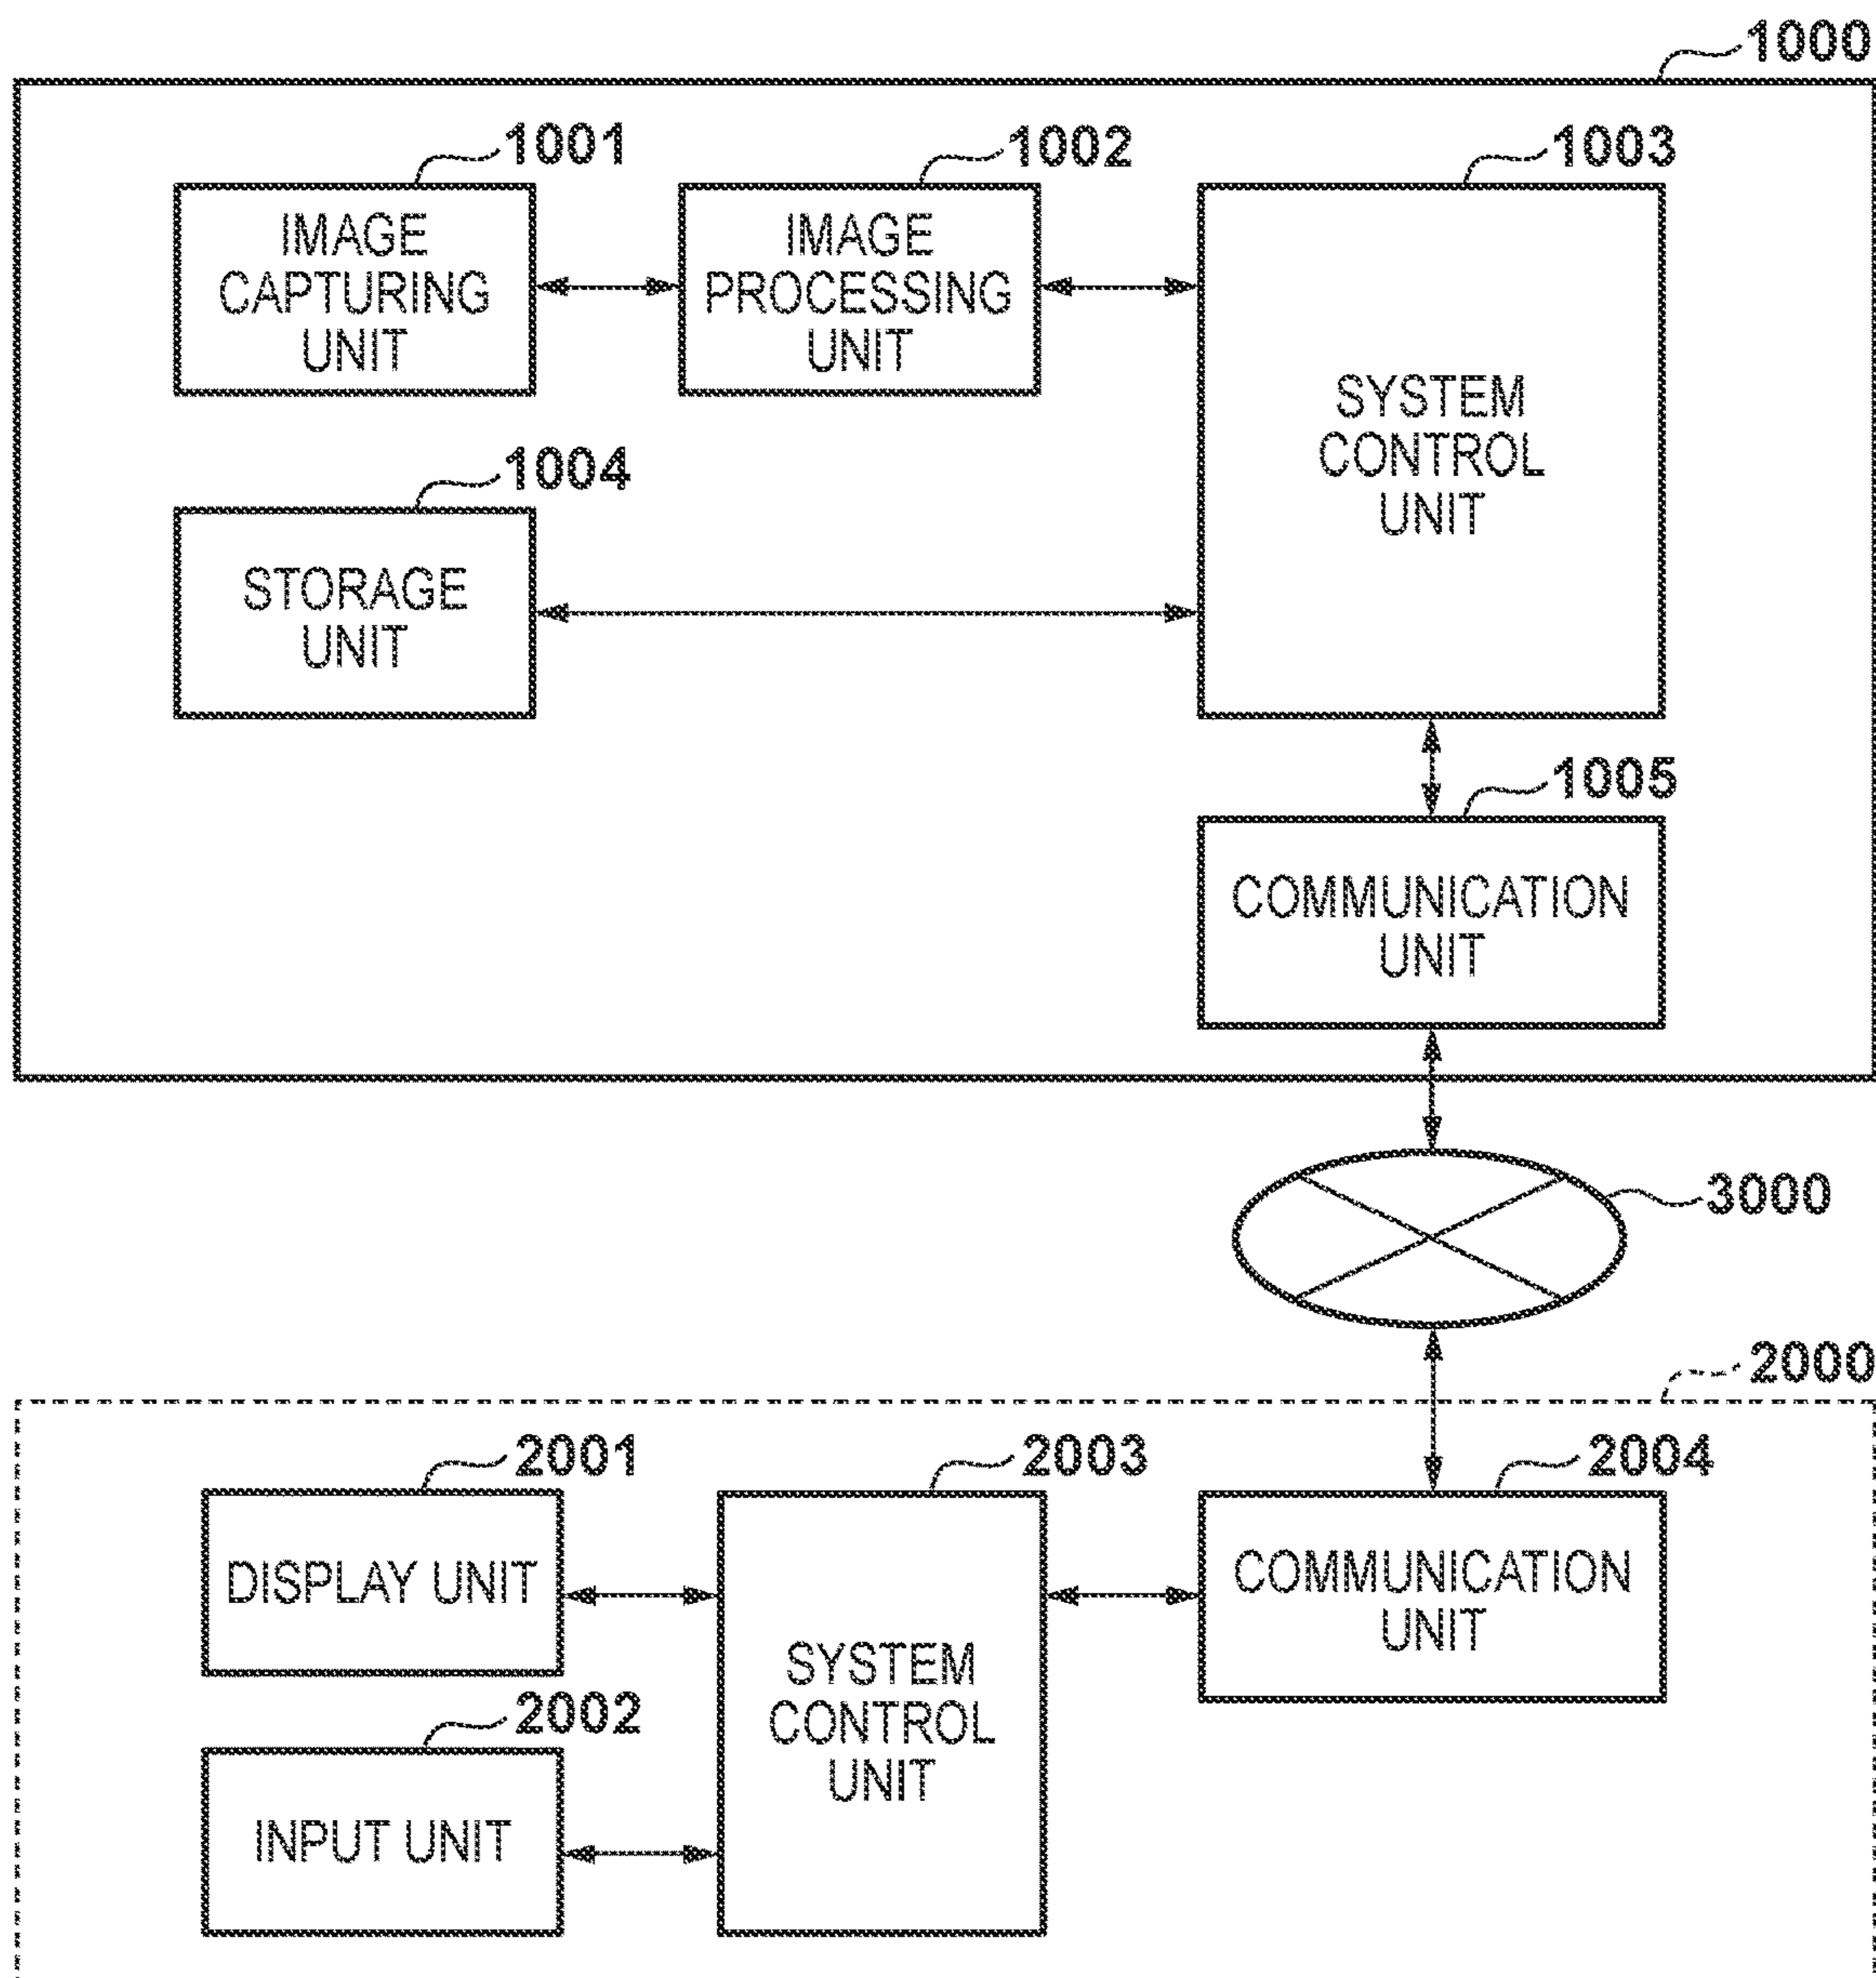 1000
1001
1002
1003
IMAGE
CAPTURING
UNIT
IMAGE
PROCESSING
UNIT
SYSTEM
CONTROL
UNIT
1004
STORAGE
UNIT
1005
COMMUNICATION
UNIT
3000
2000
2001
2003
2004
DISPLAY UNIT
SYSTEM
CONTROL
UNIT
COMMUNICATION
UNIT
2002
INPUT UNIT